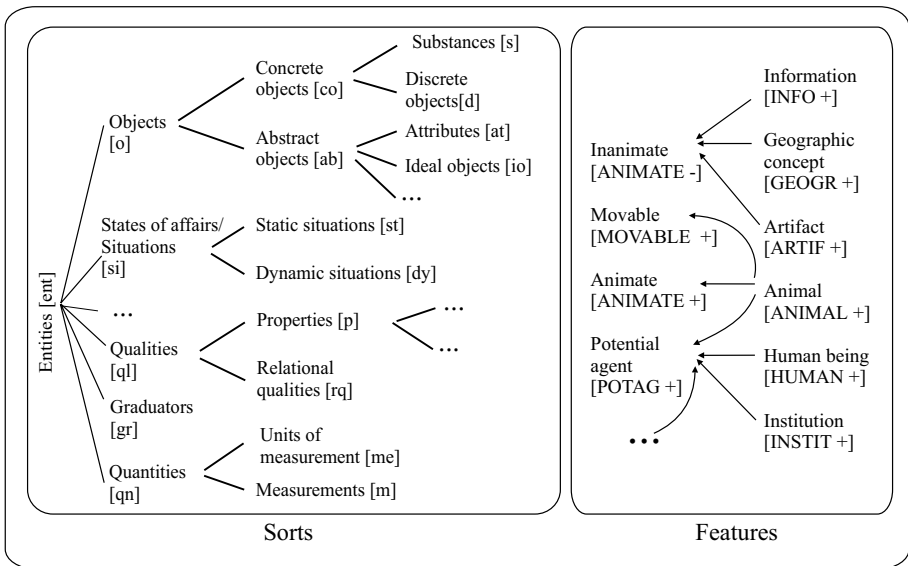 Entities [ent]
Objects
[o]
Concrete
objects [co]
Substances [s]
Discrete
objects[d]
Abstract
objects [ab]
Attributes [at]
Ideal objects [io]
...
States of affairs/
Situations
[si]
Static situations [st]
Dynamic situations [dy]
...
Qualities
[ql]
Properties [p]
...
...
Relational
qualities [rq]
Graduators
[gr]
Quantities
[qn]
Units of
measurement [me]
Measurements [m]
Sorts
Inanimate
[ANIMATE -]
Movable
[MOVABLE +]
Animate
[ANIMATE +]
Potential
agent
[POTAG +]
...
Information
[INFO +]
Geographic
concept
[GEOGR +]
Artifact
[ARTIF +]
Animal
[ANIMAL +]
Human being
[HUMAN +]
Institution
[INSTIT +]
Features